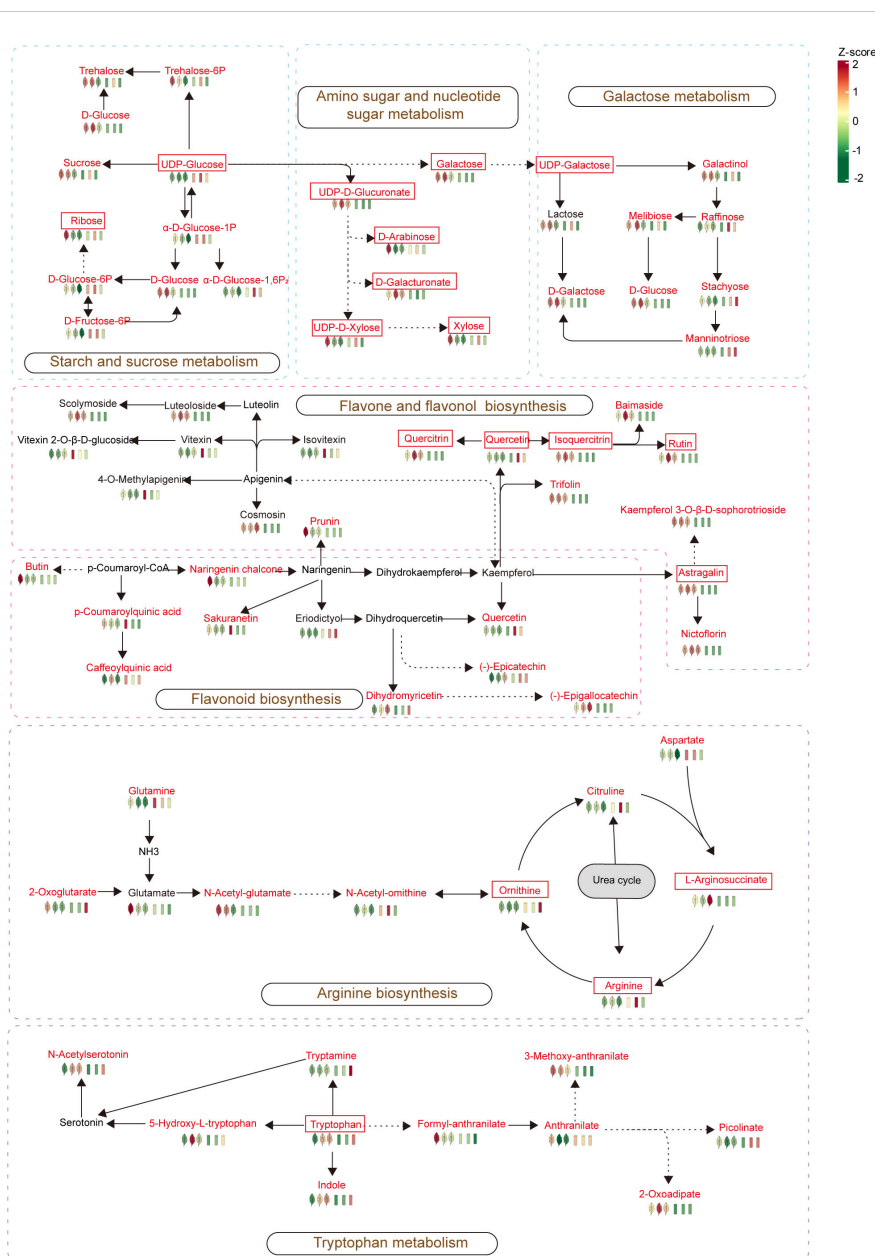 Z-score
2
1
0
-1
-2
Trehalose
Trehalose-6P
D-Glucose
Sucrose
UDP-Glucose
Ribose
α-D-Glucose-1P
D-Glucose-6P
D-Glucose
α-D-Glucose-1,6P₂
D-Fructose-6P
Starch and sucrose metabolism
Amino sugar and nucleotide
sugar metabolism
Galactose
UDP-D-Glucuronate
D-Arabinose
D-Galacturonate
UDP-D-Xylose
Xylose
Galactose metabolism
UDP-Galactose
Galactinol
Lactose
Melibiose
Raffinose
D-Galactose
D-Glucose
Stachyose
Manninotriose
Flavone and flavonol biosynthesis
Scolymoside
Luteoloside
Luteolin
Baimaside
Vitexin 2-O-β-D-glucoside
Vitexin
Isovitexin
Quercitrin
Quercetin
Isoquercitrin
Rutin
4-O-Methylapigenin
Apigenin
Trifolin
Cosmosin
Prunin
Kaempferol 3-O-β-D-sophorotrioside
Butin
p-Coumaroyl-CoA
Naringenin chalcone
Naringenin
Dihydrokaempferol
Kaempferol
Astragalin
p-Coumaroylquinic acid
Sakuranetin
Eriodictyol
Dihydroquercetin
Quercetin
Nictoflorin
Caffeoylquinic acid
(-)-Epicatechin
Flavonoid biosynthesis
Dihydromyricetin
(-)-Epigallocatechin
Aspartate
Glutamine
Citruline
NH3
2-Oxoglutarate
Glutamate
N-Acetyl-glutamate
N-Acetyl-ornithine
Ornithine
Urea cycle
L-Arginosuccinate
Arginine
Arginine biosynthesis
N-Acetylserotonin
Tryptamine
3-Methoxy-anthranilate
Serotonin
5-Hydroxy-L-tryptophan
Tryptophan
Formyl-anthranilate
Anthranilate
Picolinate
Indole
2-Oxoadipate
Tryptophan metabolism